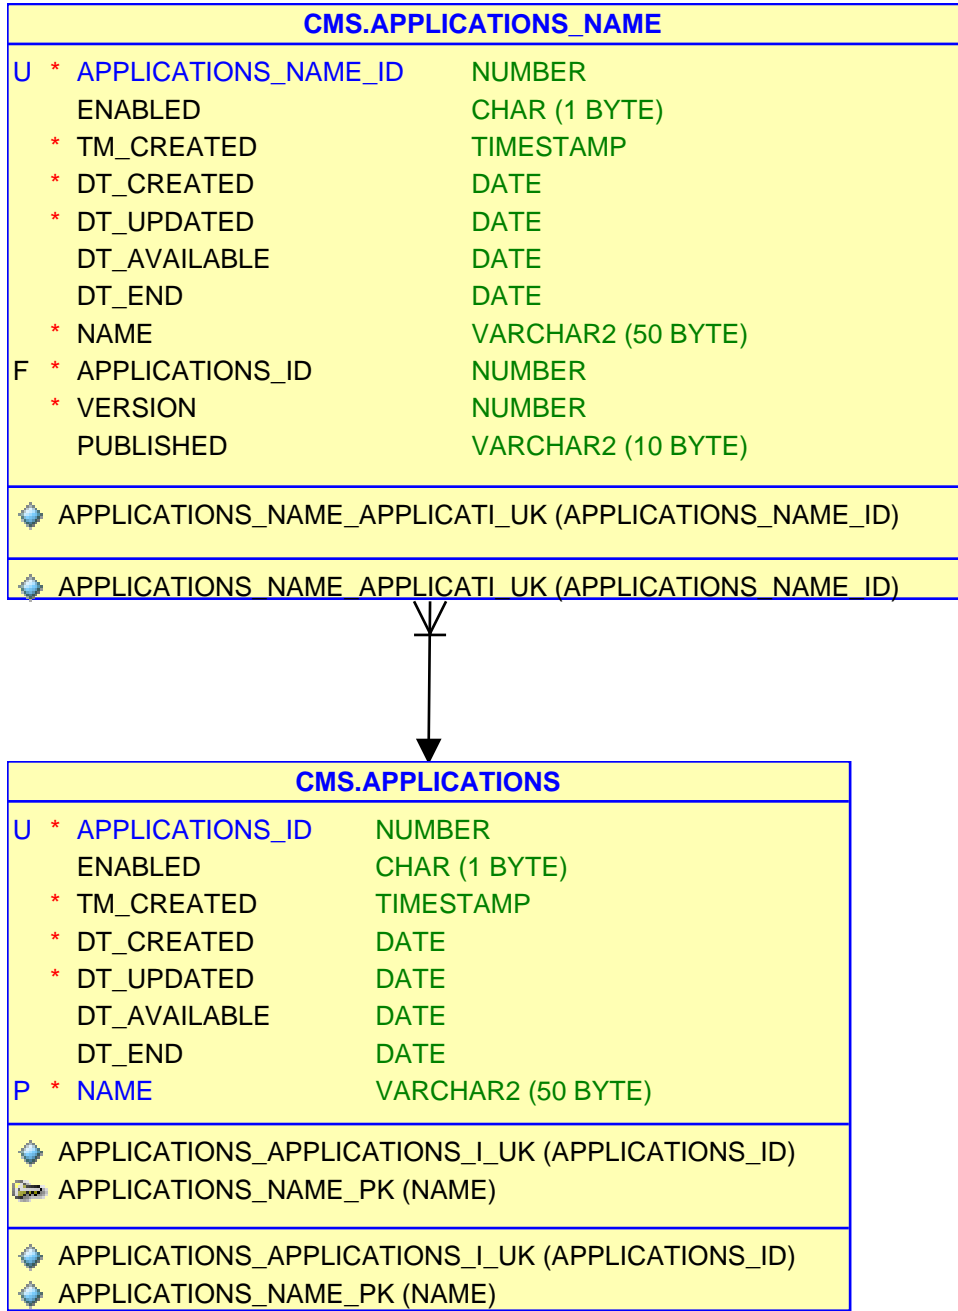 CMS.APPLICATIONS_NAME
U * APPLICATIONS_NAME_ID NUMBER
ENABLED CHAR (1 BYTE)
* TM_CREATED TIMESTAMP
* DT_CREATED DATE
* DT_UPDATED DATE
DT_AVAILABLE DATE
DT_END DATE
* NAME VARCHAR2 (50 BYTE)
F * APPLICATIONS_ID NUMBER
* VERSION NUMBER
PUBLISHED VARCHAR2 (10 BYTE)
APPLICATIONS_NAME_APPLICATI_UK (APPLICATIONS_NAME_ID)
APPLICATIONS_NAME_APPLICATI_UK (APPLICATIONS_NAME_ID)
CMS.APPLICATIONS
U * APPLICATIONS_ID NUMBER
ENABLED CHAR (1 BYTE)
* TM_CREATED TIMESTAMP
* DT_CREATED DATE
* DT_UPDATED DATE
DT_AVAILABLE DATE
DT_END DATE
P * NAME VARCHAR2 (50 BYTE)
APPLICATIONS_APPLICATIONS_I_UK (APPLICATIONS_ID)
APPLICATIONS_NAME_PK (NAME)
APPLICATIONS_APPLICATIONS_I_UK (APPLICATIONS_ID)
APPLICATIONS_NAME_PK (NAME)